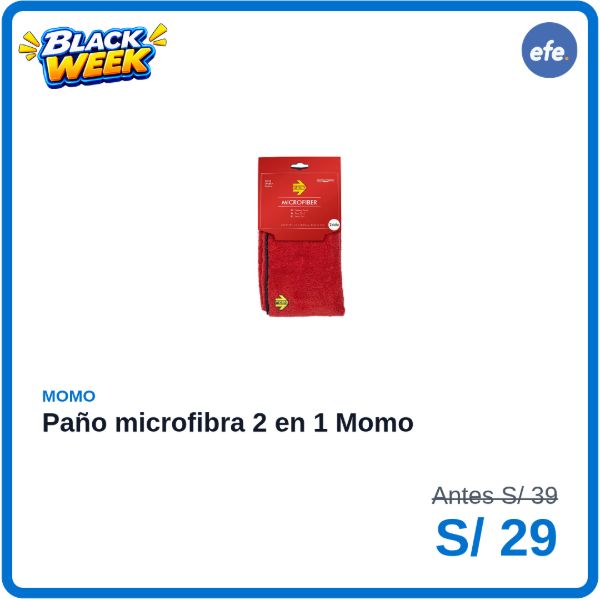 BLACK
WEEK
efe.
MICROFIBER
MOMO
Paño microfibra 2 en 1 Momo
Antes S/ 39
S/ 29